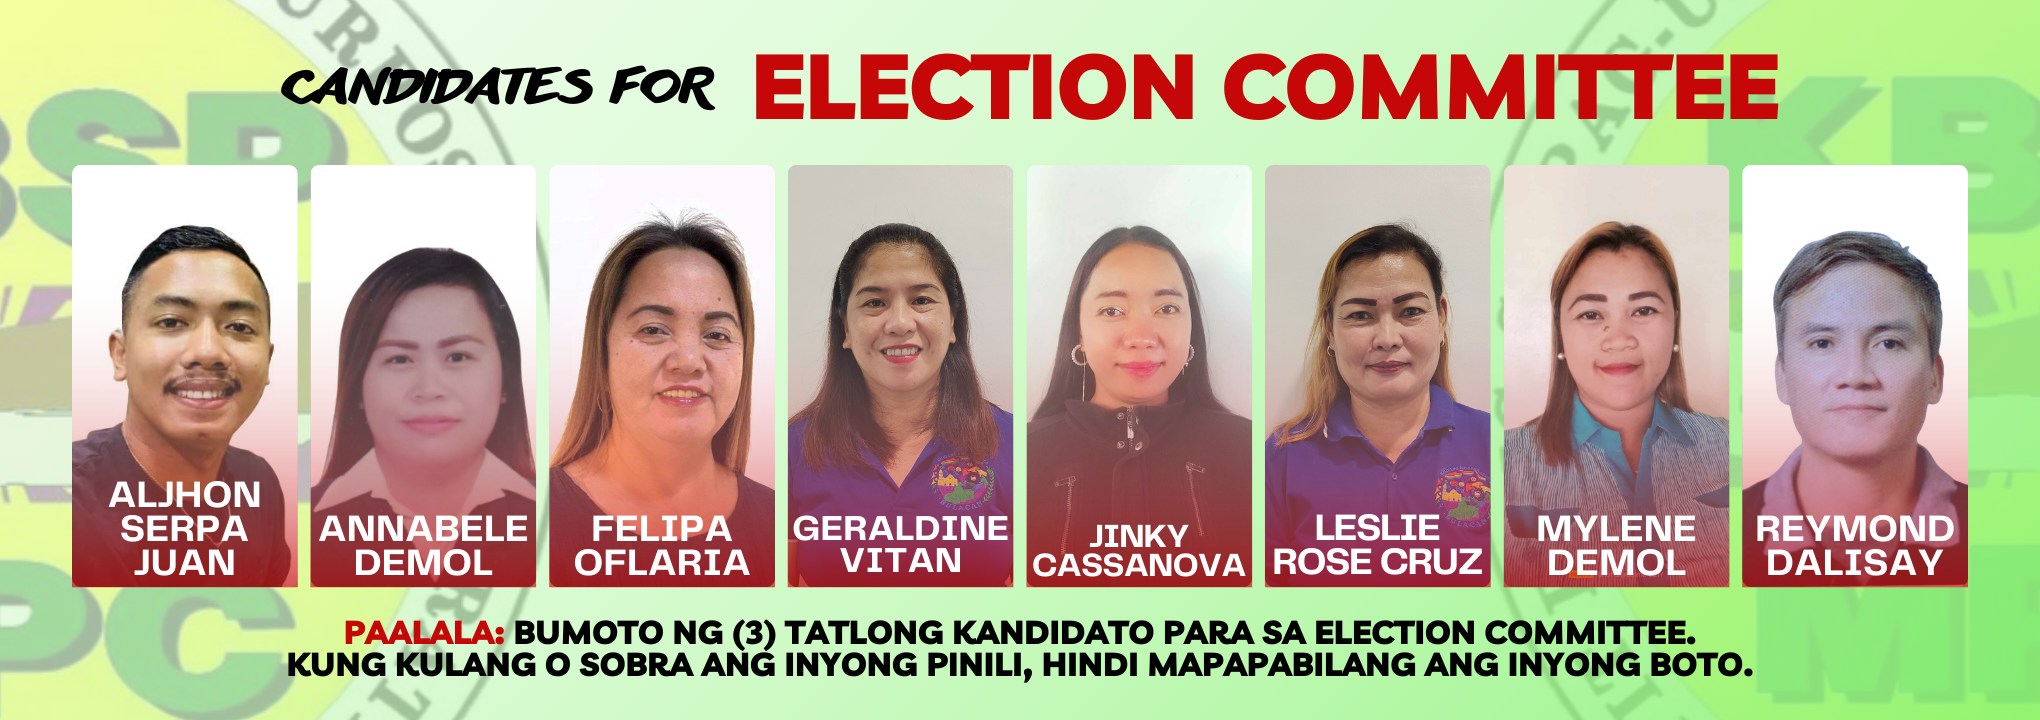 CANDIDATES FOR ELECTION COMMITTEE
ALJHON
SERPA
JUAN
ANNABELE
DEMOL
FELIPA
OFLARIA
GERALDINE
VITAN
JINKY
CASSANOVA
LESLIE
ROSE CRUZ
MYLENE
DEMOL
REYMOND
DALISAY
PAALALA: BUMOTO NG (3) TATLONG KANDIDATO PARA SA ELECTION COMMITTEE.
KUNG KULANG O SOBRA ANG INYONG PINILI, HINDI MAPAPABILANG ANG INYONG BOTO.